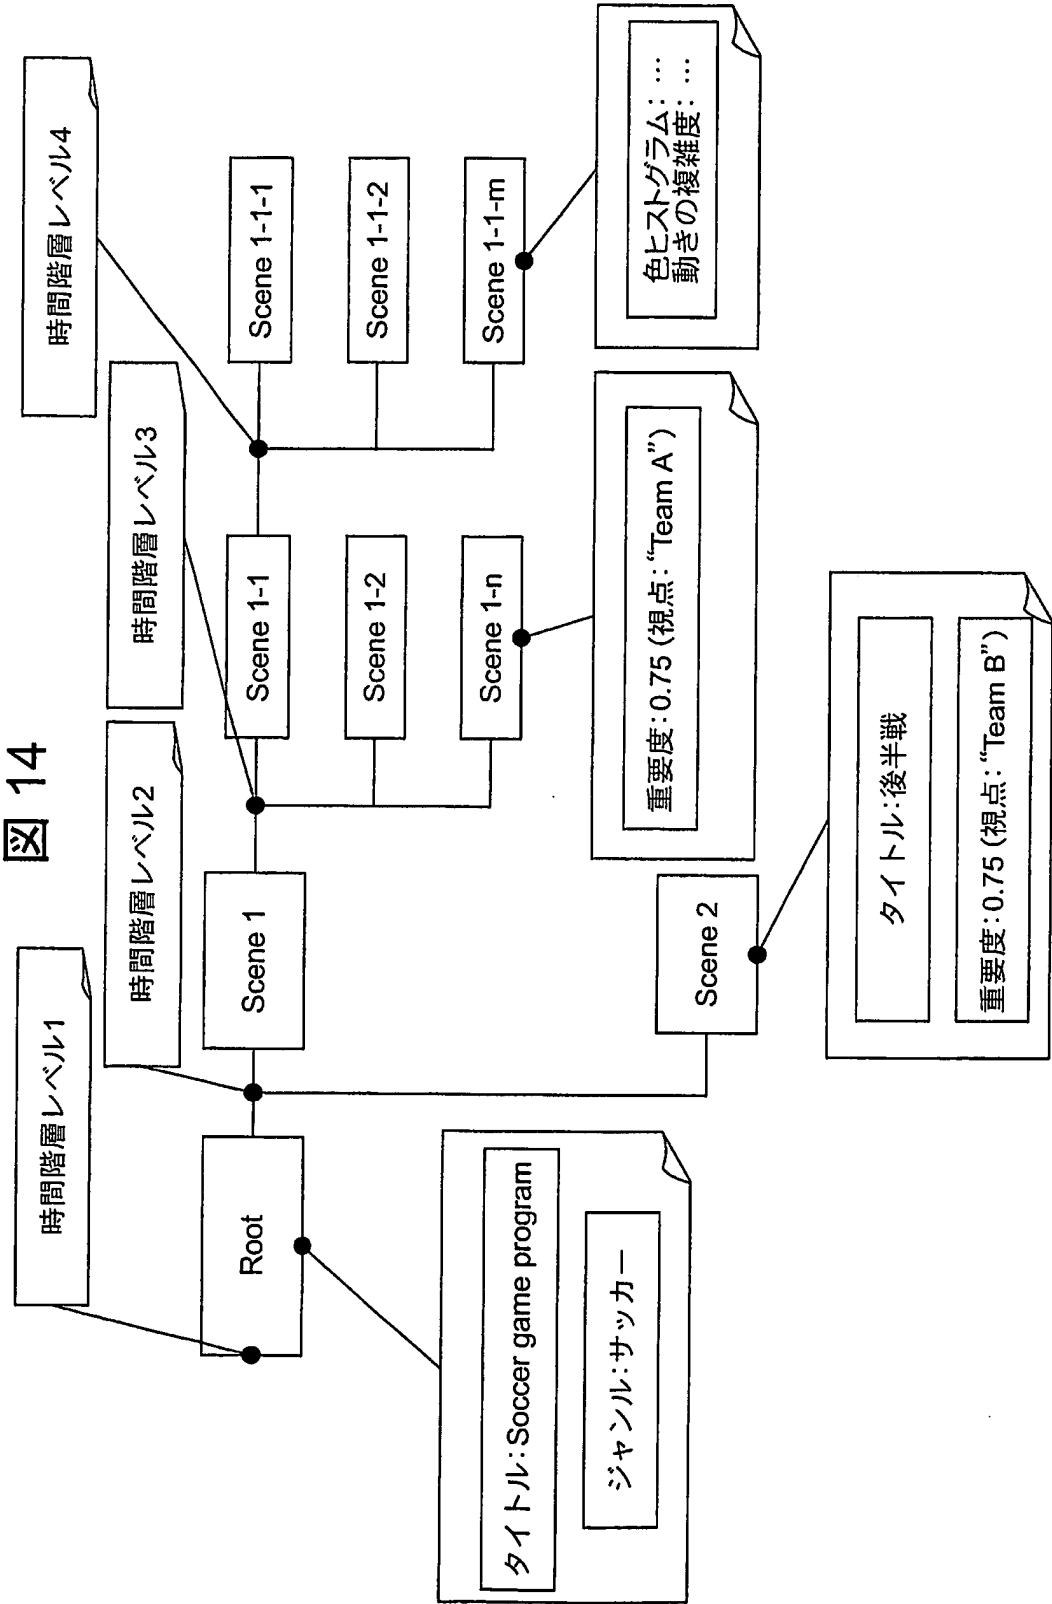 図 14
時間階層レベル1
時間階層レベル2
時間階層レベル3
時間階層レベル4
Root
Scene 1
Scene 1-1
Scene 1-1-1
Scene 1-2
Scene 1-1-2
Scene 1-n
Scene 1-1-m
Scene 2
タイトル:Soccer game program
ジャンル:サッカー
重要度:0.75 (視点:“Team A”)
色ヒストグラム: …
動きの複雑度: …
タイトル:後半戦
重要度:0.75 (視点:“Team B”)